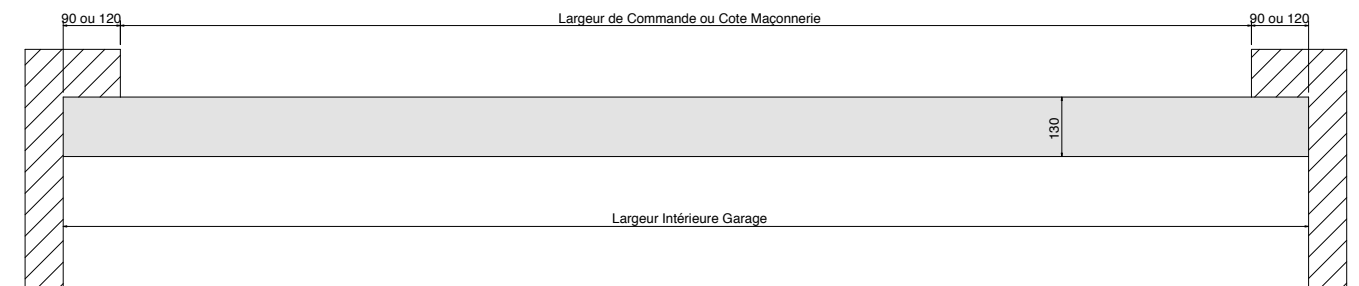 90 ou 120
Largeur de Commande ou Cote Maçonnerie
90 ou 120
130
Largeur Intérieure Garage